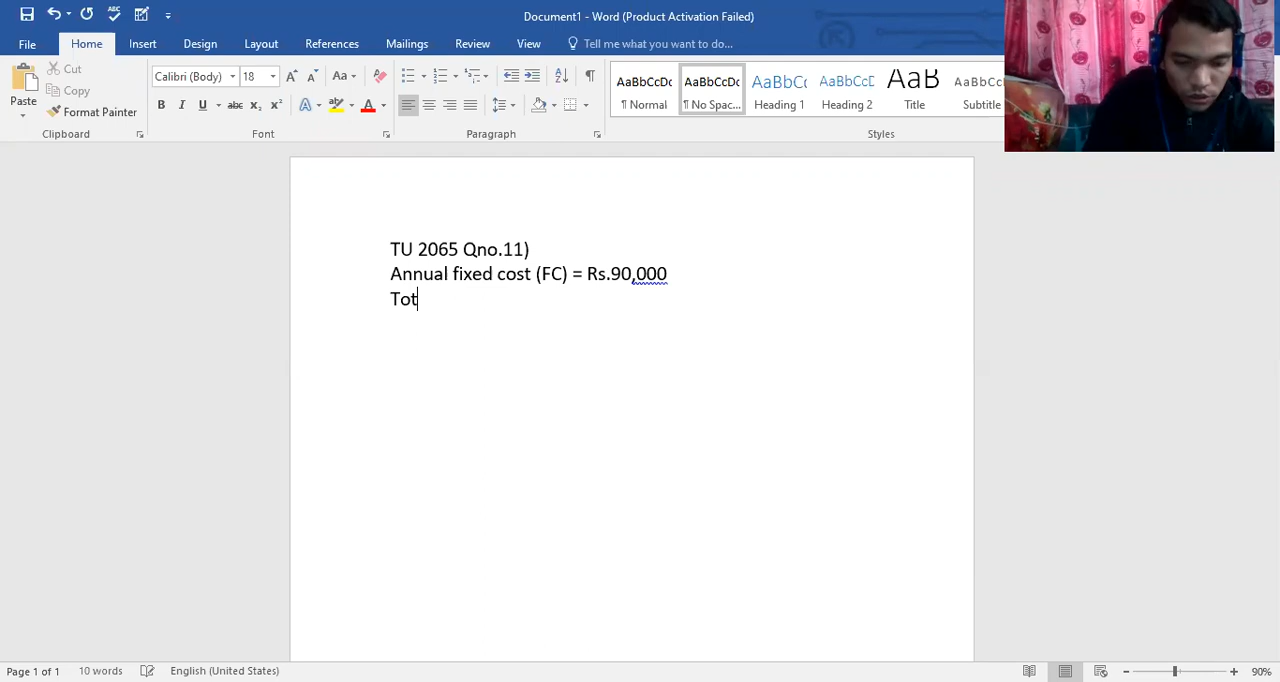 Document1 - Word (Product Activation Failed)
File Home Insert Design Layout References Mailings Review View Tell me what you want to do...
Paste Cut Copy Format Painter
Calibri (Body) 18
AaBbCcDc AaBbCcDc AaBbCc AaBbCcD AaB AaBbCcD
¶ Normal ¶ No Spac... Heading 1 Heading 2 Title Subtitle
Clipboard Font Paragraph Styles
TU 2065 Qno.11)
Annual fixed cost (FC) = Rs.90,000
Tot
Page 1 of 1 10 words English (United States) 90%